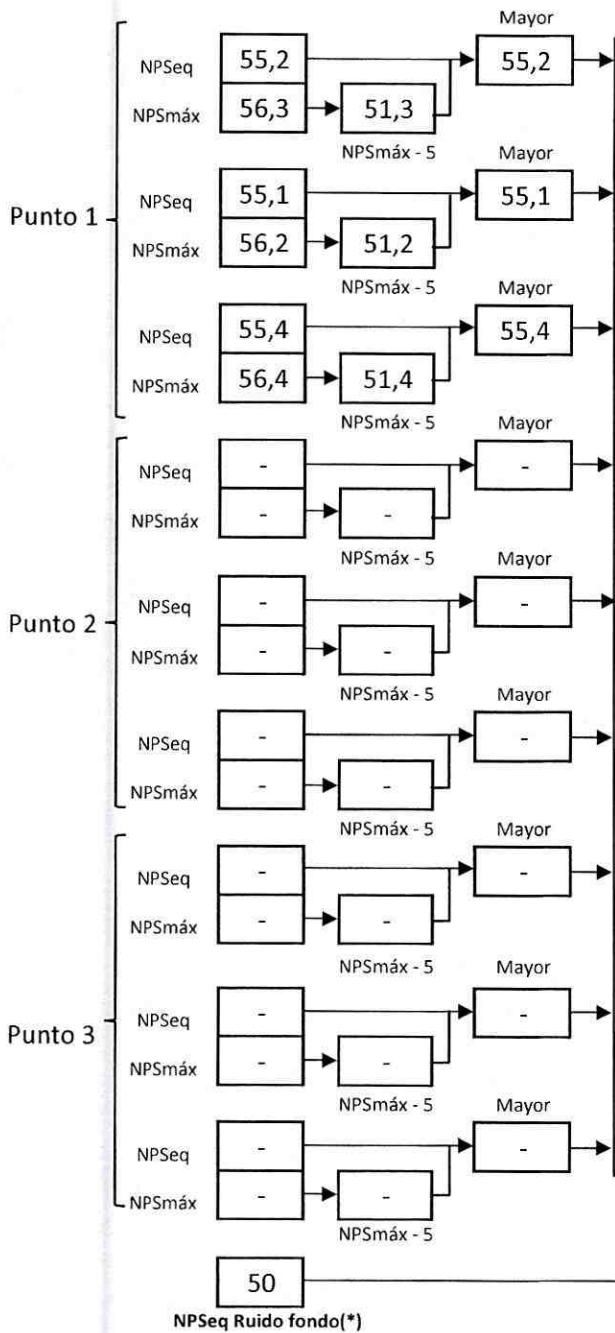 Mayor
NPSeq 55,2 55,2
NPSmáx 56,3 51,3
NPSmáx - 5
Mayor
Punto 1
NPSeq 55,1 55,1
NPSmáx 56,2 51,2
NPSmáx - 5
Mayor
NPSeq 55,4 55,4
NPSmáx 56,4 51,4
NPSmáx - 5
Mayor
NPSeq - -
NPSmáx - -
NPSmáx - 5
Mayor
Punto 2
NPSeq - -
NPSmáx - -
NPSmáx - 5
Mayor
NPSeq - -
NPSmáx - -
NPSmáx - 5
Mayor
NPSeq - -
NPSmáx - -
NPSmáx - 5
Mayor
Punto 3
NPSeq - -
NPSmáx - -
NPSmáx - 5
Mayor
NPSeq - -
NPSmáx - -
NPSmáx - 5
50
NPSeq Ruido fondo(*)